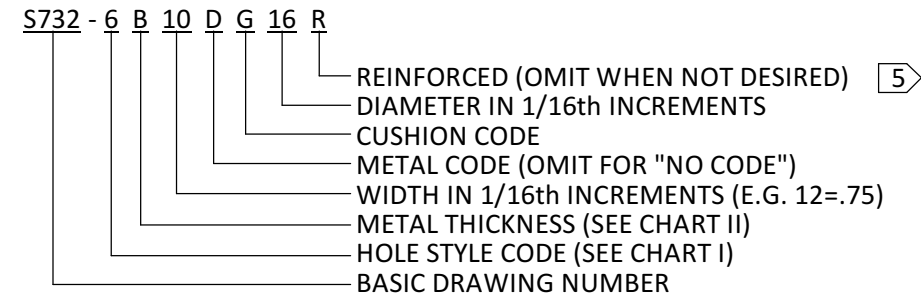 S732 - 6 B 10 D G 16 R
REINFORCED (OMIT WHEN NOT DESIRED) 5
DIAMETER IN 1/16th INCREMENTS
CUSHION CODE
METAL CODE (OMIT FOR "NO CODE")
WIDTH IN 1/16th INCREMENTS (E.G. 12=.75)
METAL THICKNESS (SEE CHART II)
HOLE STYLE CODE (SEE CHART I)
BASIC DRAWING NUMBER